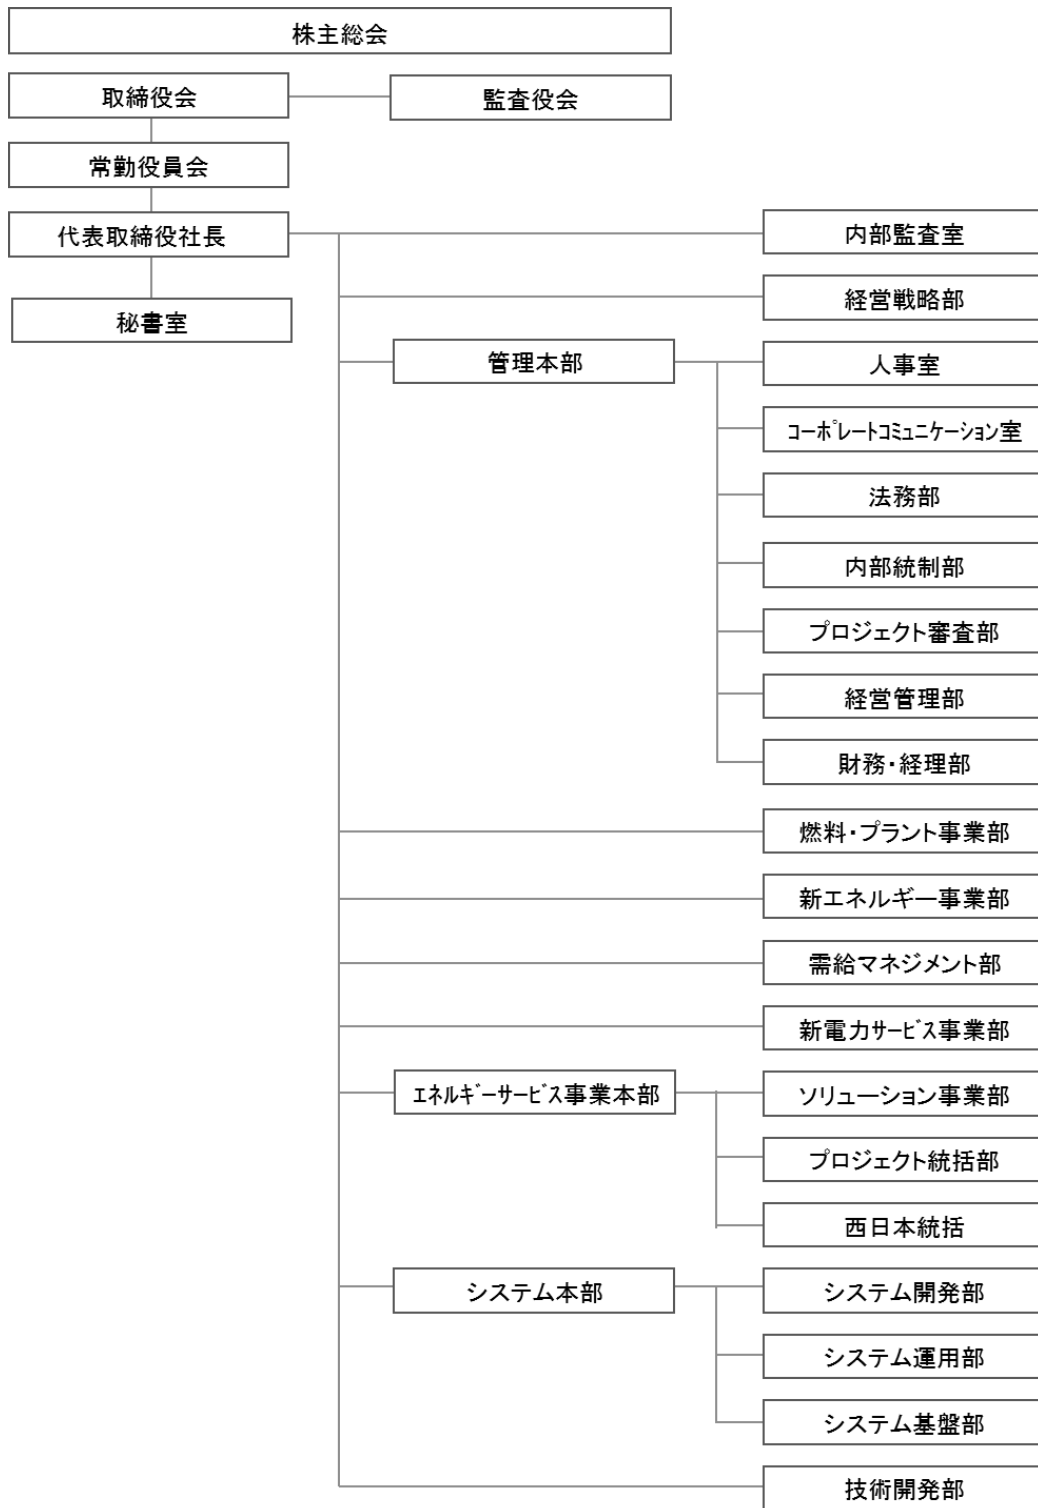 株主総会
取締役会
監査役会
常勤役員会
代表取締役社長
内部監査室
秘書室
経営戦略部
管理本部
人事室
ｺｰﾎﾟﾚｰﾄｺﾐｭﾆｹｰｼｮﾝ室
法務部
内部統制部
プロジェクト審査部
経営管理部
財務・経理部
燃料・プラント事業部
新エネルギー事業部
需給マネジメント部
新電力ｻｰﾋﾞｽ事業部
ｴﾈﾙｷﾞｰｻｰﾋﾞｽ事業本部
ソリューション事業部
プロジェクト統括部
西日本統括
システム本部
システム開発部
システム運用部
システム基盤部
技術開発部